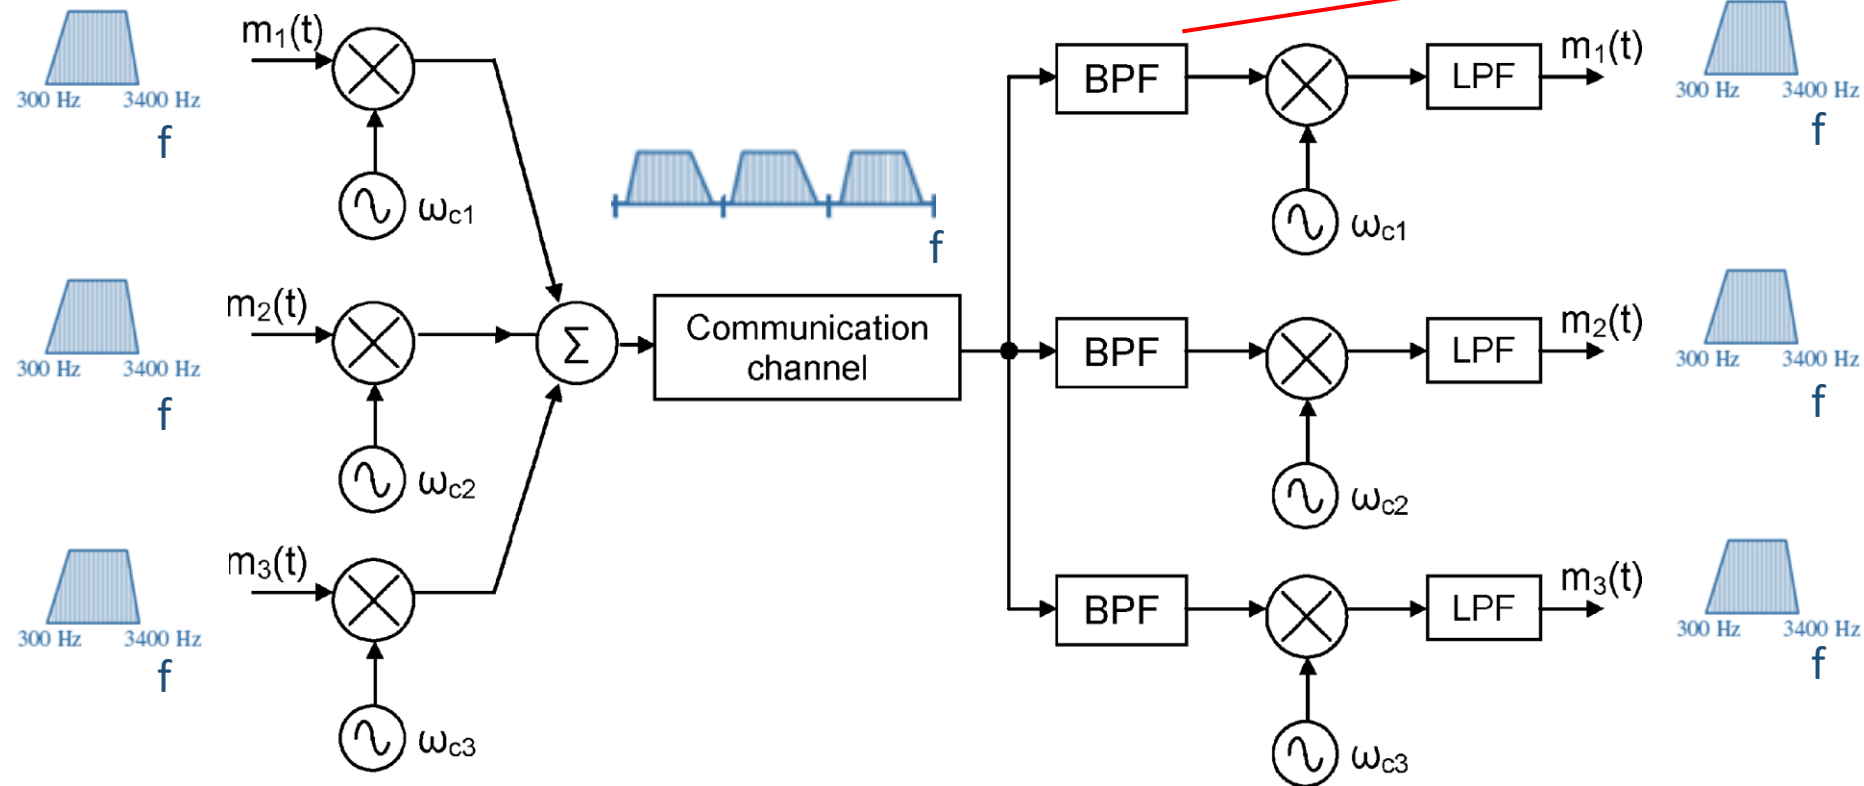 m₁(t)
300 Hz 3400 Hz
f
ωc1
m₂(t)
300 Hz 3400 Hz
f
ωc2
m₃(t)
300 Hz 3400 Hz
f
ωc3
Σ
f
Communication
channel
BPF
LPF
m₁(t)
300 Hz 3400 Hz
f
ωc1
BPF
LPF
m₂(t)
300 Hz 3400 Hz
f
ωc2
BPF
LPF
m₃(t)
300 Hz 3400 Hz
f
ωc3